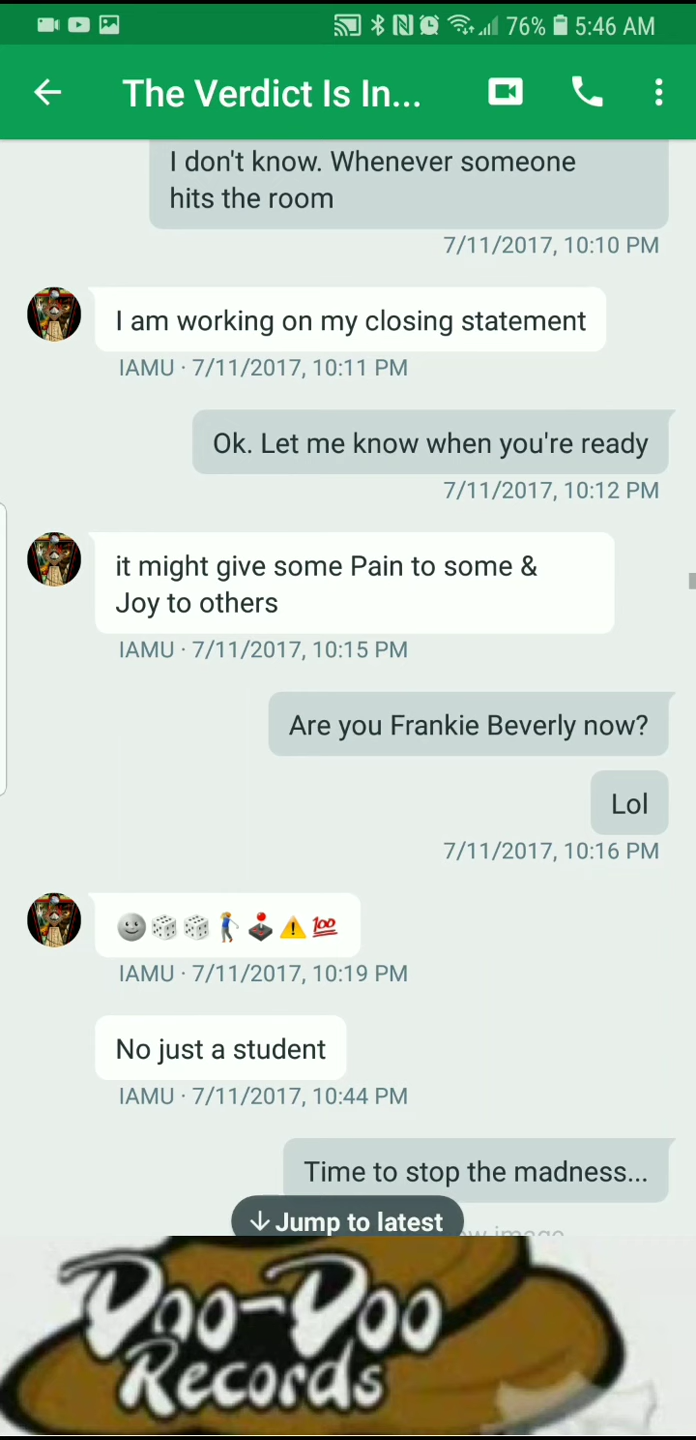 76% 5:46 AM
The Verdict Is In...
I don't know. Whenever someone
hits the room
7/11/2017, 10:10 PM
I am working on my closing statement
IAMU · 7/11/2017, 10:11 PM
Ok. Let me know when you're ready
7/11/2017, 10:12 PM
it might give some Pain to some &
Joy to others
IAMU · 7/11/2017, 10:15 PM
Are you Frankie Beverly now?
Lol
7/11/2017, 10:16 PM
100
IAMU · 7/11/2017, 10:19 PM
No just a student
IAMU · 7/11/2017, 10:44 PM
Time to stop the madness...
↓ Jump to latest
image
Doo-Doo
Records